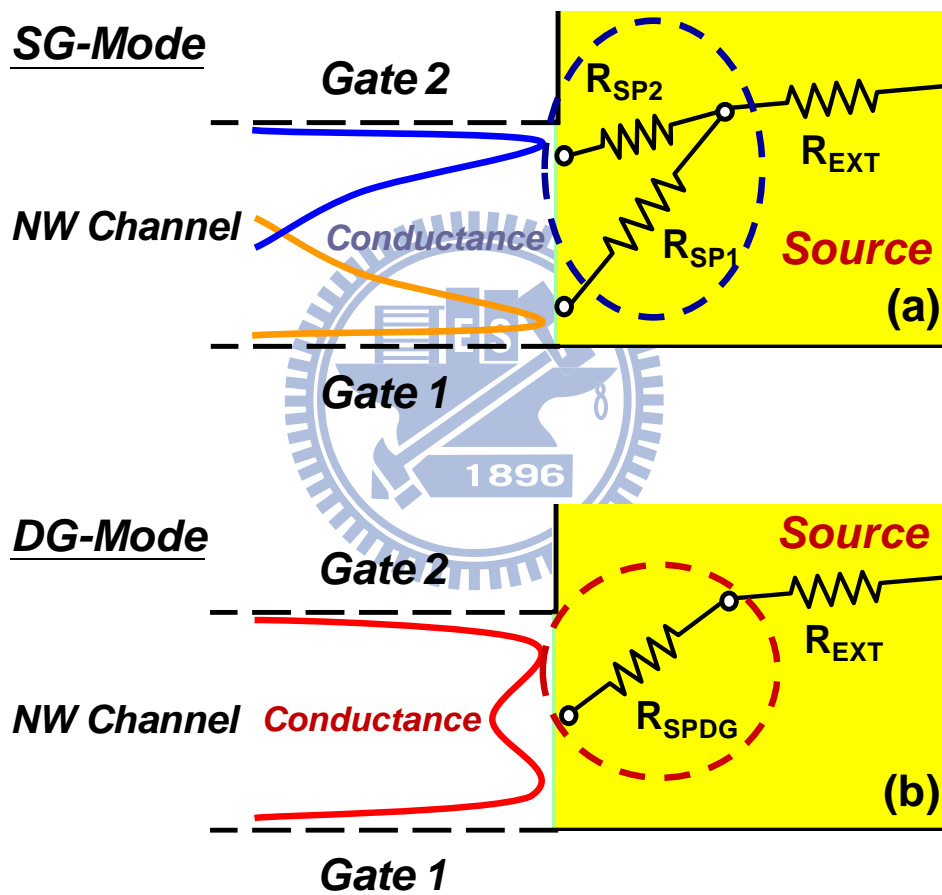 SG-Mode
Gate 2
R_SP2
R_EXT
NW Channel
Conductance
R_SP1
Source
(a)
ES
Gate 1
1896
DG-Mode
Source
Gate 2
R_EXT
NW Channel
Conductance
R_SPDG
(b)
Gate 1